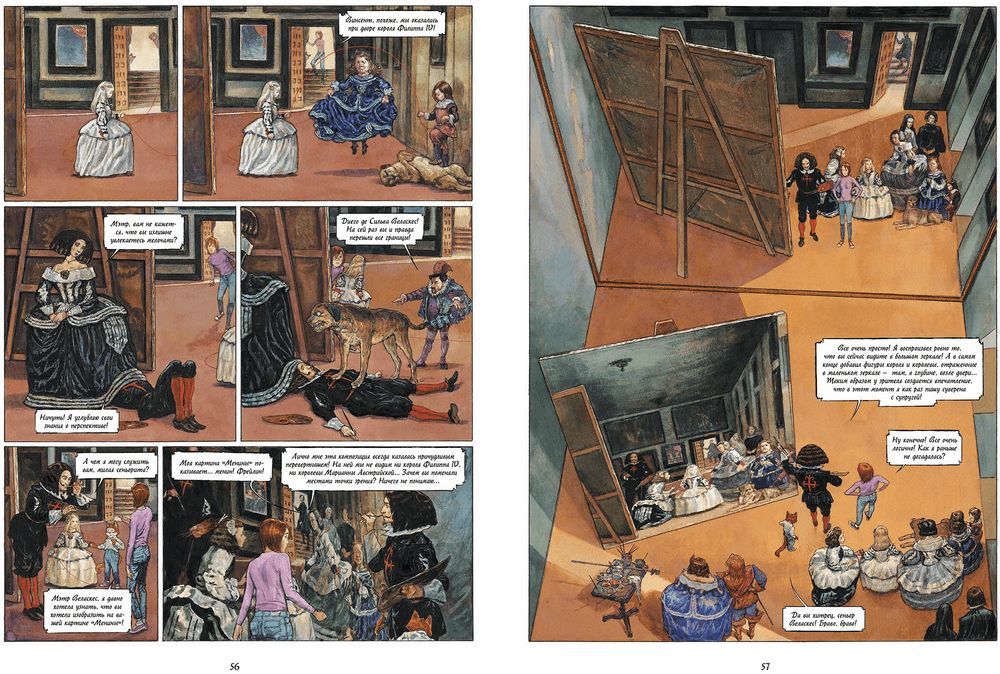 Винсент, похоже, мы оказались
при дворе короля Филиппа IV!
Мэтр, вам не кажет-
ся, что вы излишне
увлекаетесь мелочами?
Ничуть! Я углубляю свои
знания о перспективе!
Диего де Сильва Веласкес!
На сей раз вы и правда
перешли все границы!
А чем я могу служить
вам, милая сеньорита?
Мэтр Веласкес, я давно
хотела узнать, что вы
хотели изобразить на ва-
шей картине «Менины»!
Моя картина «Менины» по-
казывает... менин! Фрейлин!
Лично мне эта композиция всегда казалась причудливым
перевертышем! На ней мы не видим ни короля Филиппа IV,
ни королевы Марианны Австрийской... Зачем вы поменяли
местами точки зрения? Ничего не понимаю...
56
Все очень просто! Я воспроизвел ровно то,
что вы сейчас видите в большом зеркале! А в самом
конце добавил фигуры короля и королевы, отраженные
в маленьком зеркале – там, в глубине, возле двери...
Таким образом у зрителя создается впечатление,
что в этот момент я как раз пишу суверена
с супругой!
Ну конечно! Все очень
логично! Как я раньше
не догадалась?
Да вы хитрец, сеньор
Веласкес! Браво, браво!
57